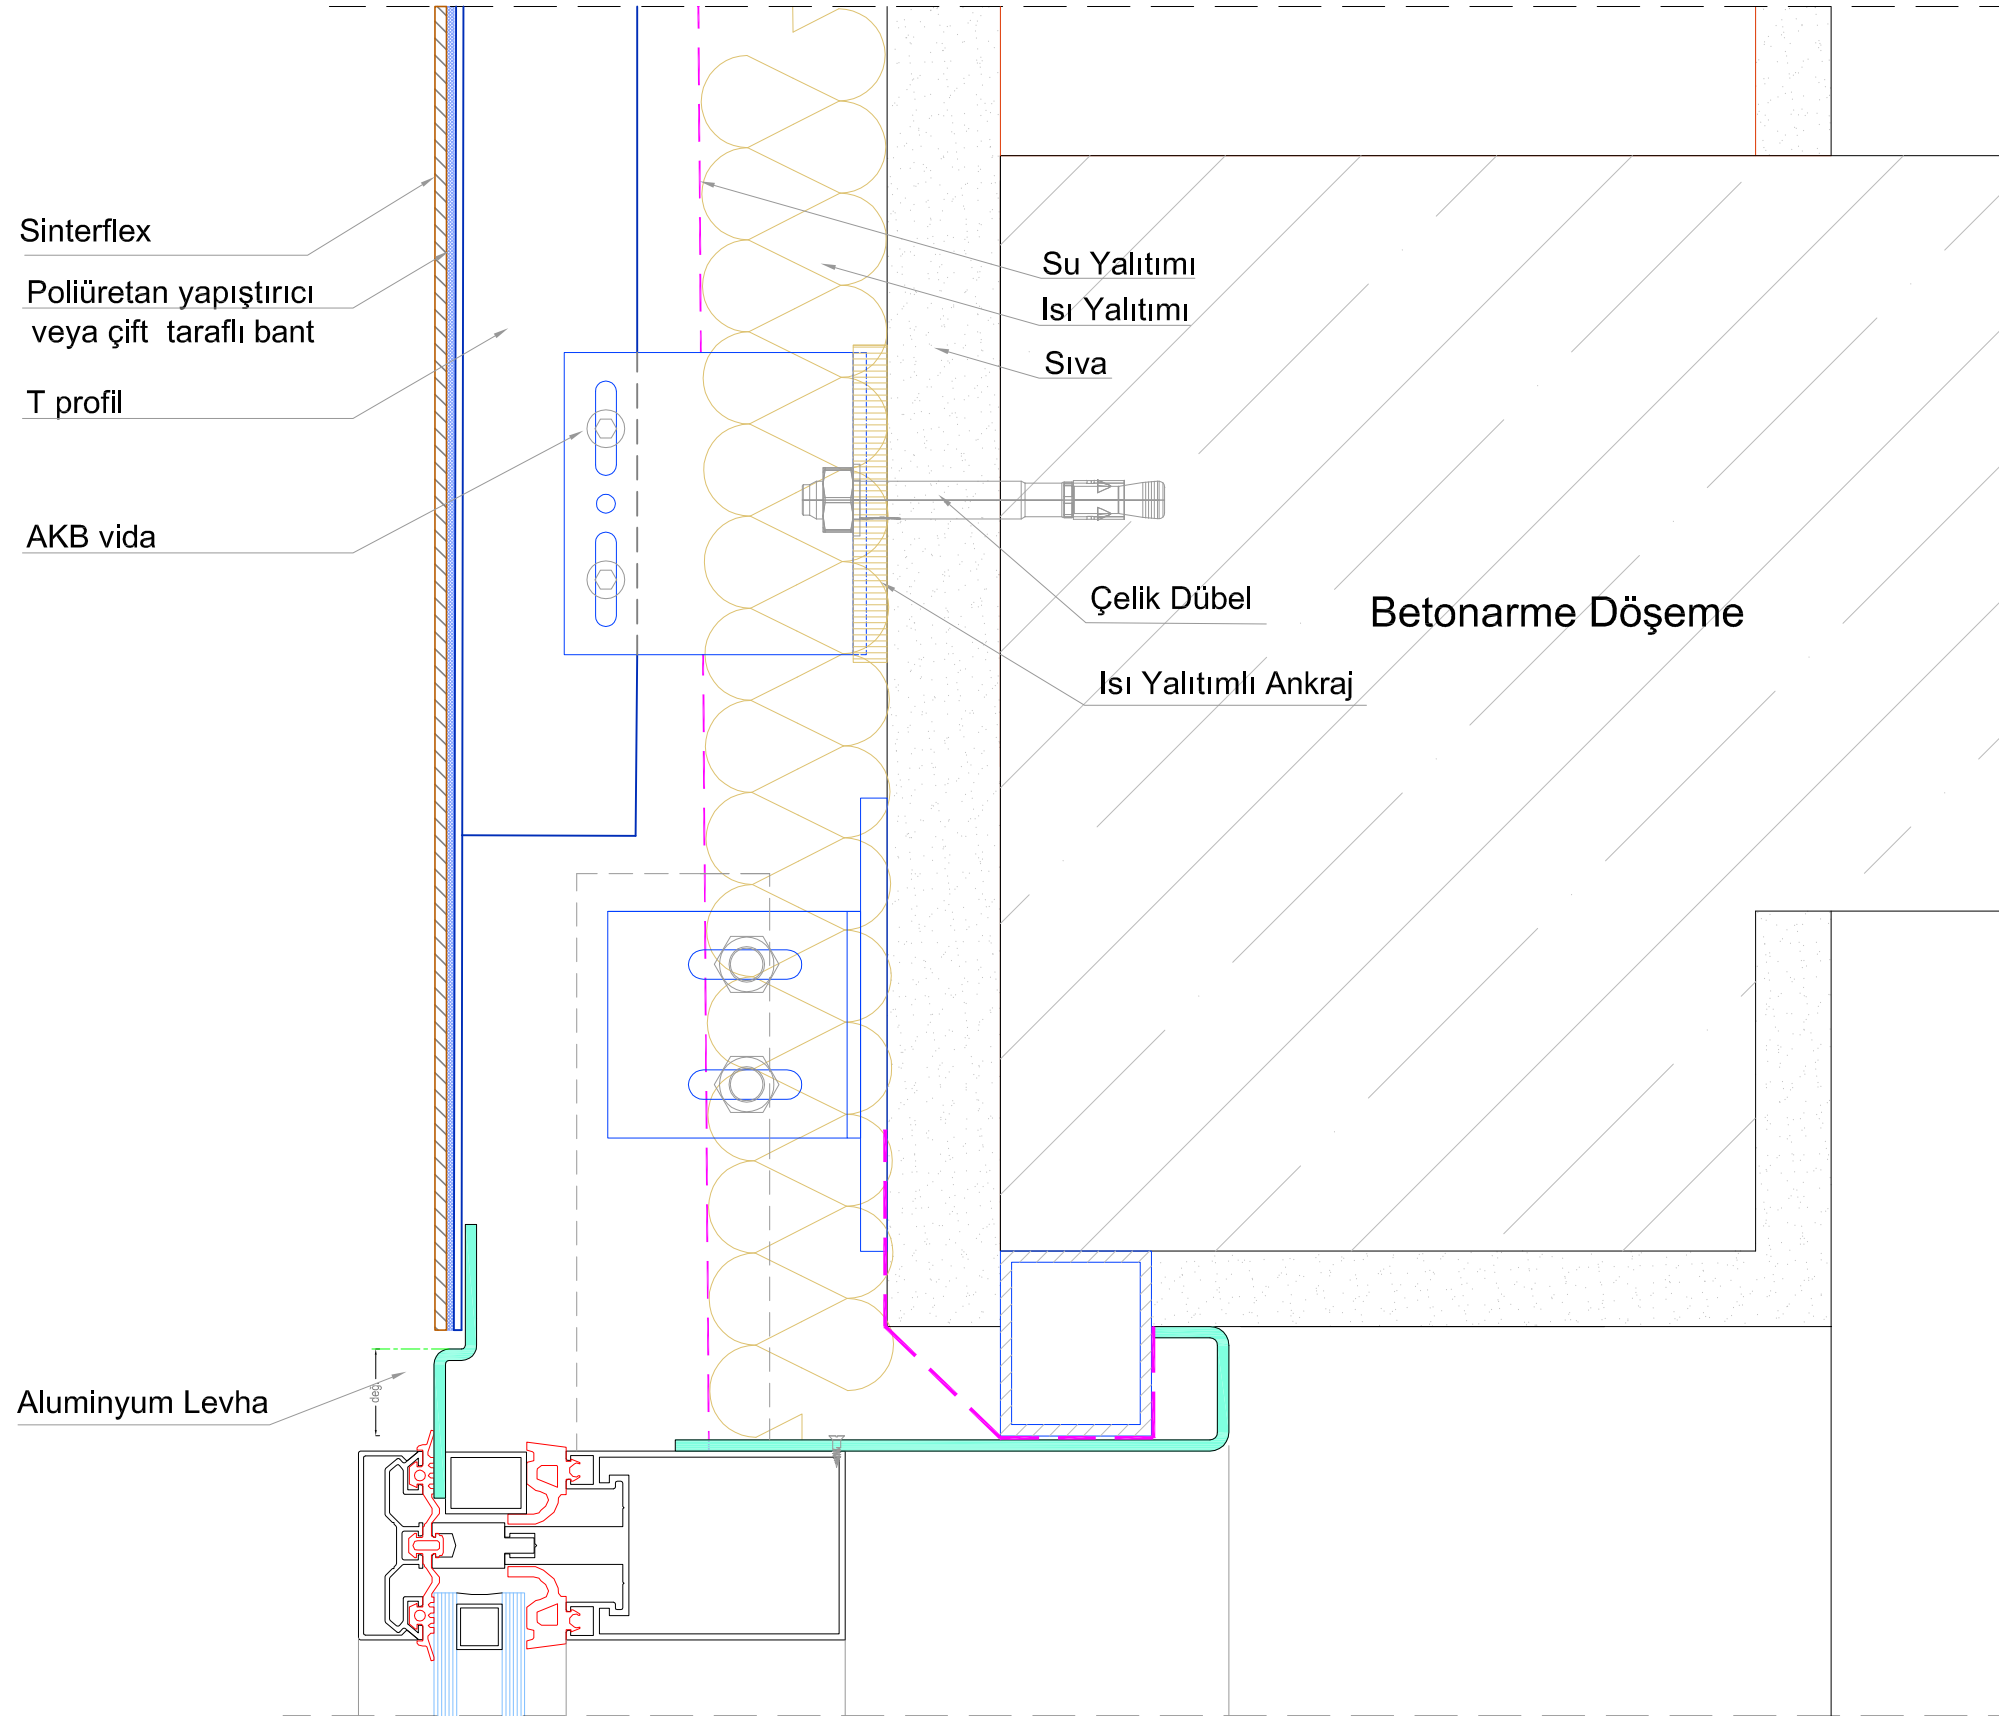 Sinterflex
Poliüretan yapıştırıcı
veya çift taraflı bant
T profil
AKB vida
Su Yalıtımı
Isı Yalıtımı
Sıva
Çelik Dübel
Betonarme Döşeme
Isı Yalıtımlı Ankraj
Aluminyum Levha
değ.